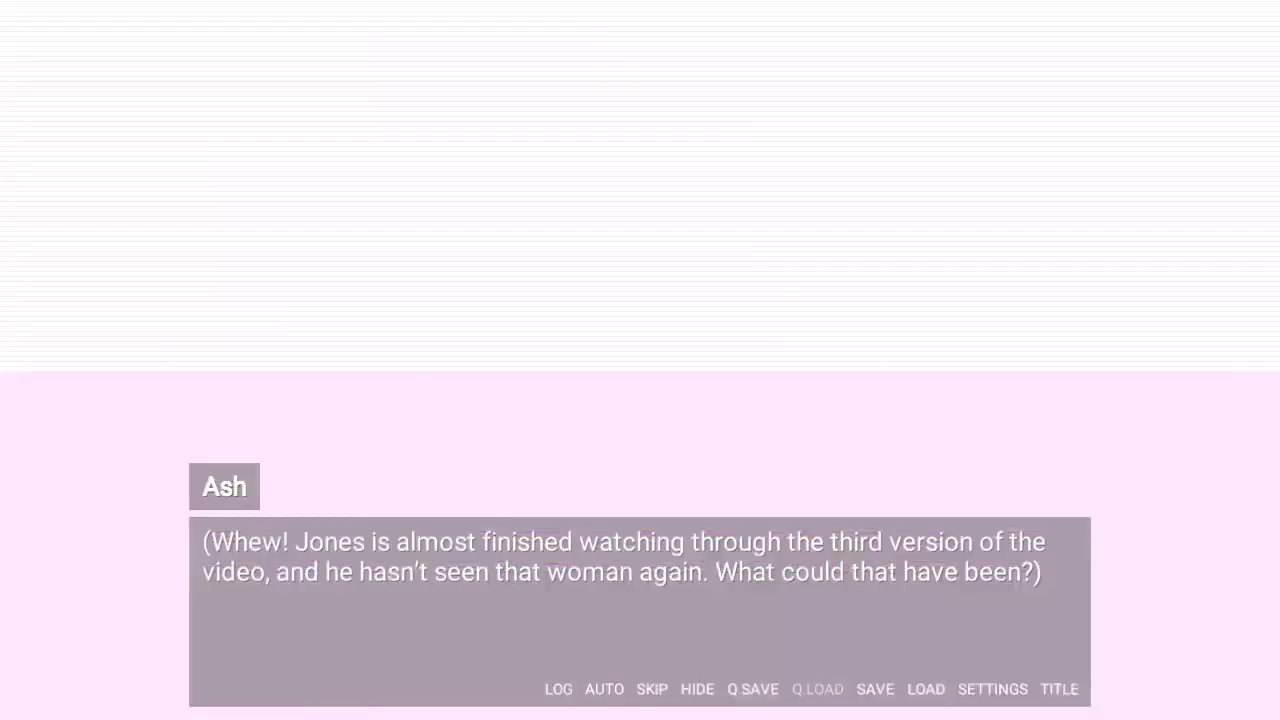 Ash
(Whew! Jones is almost finished watching through the third version of the
video, and he hasn’t seen that woman again. What could that have been?)
LOG AUTO SKIP HIDE Q.SAVE Q.LOAD SAVE LOAD SETTINGS TITLE